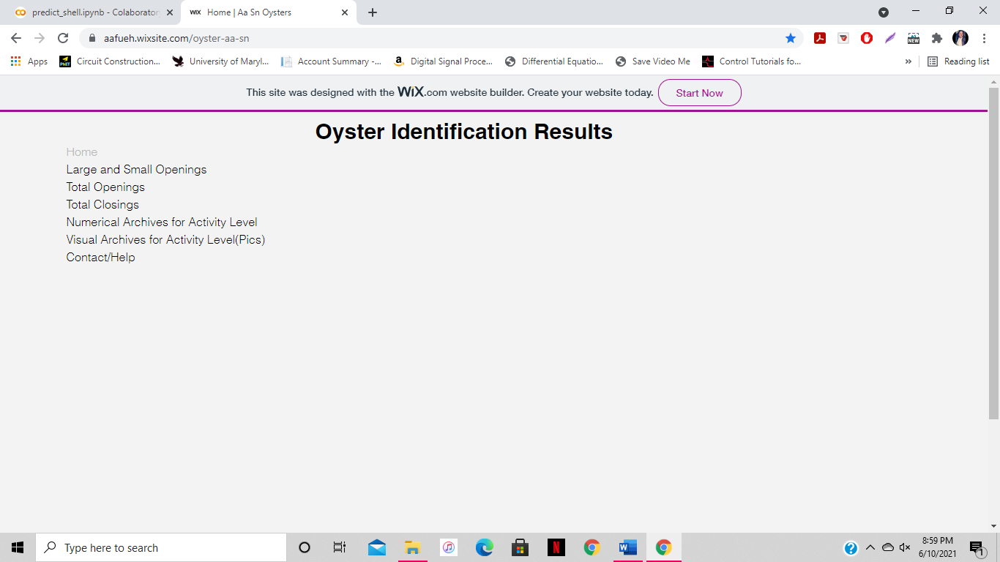 predict_shell.ipynb - Colaborator
WiX Home | Aa Sn Oysters
aafueh.wixsite.com/oyster-aa-sn
NEW
Apps PhET Circuit Construction... University of Maryl... Account Summary -... Digital Signal Proce... Differential Equatio... Save Video Me Control Tutorials fo... » Reading list
This site was designed with the WiX.com website builder. Create your website today. Start Now
Oyster Identification Results
Home
Large and Small Openings
Total Openings
Total Closings
Numerical Archives for Activity Level
Visual Archives for Activity Level(Pics)
Contact/Help
Type here to search
8:59 PM
6/10/2021
1